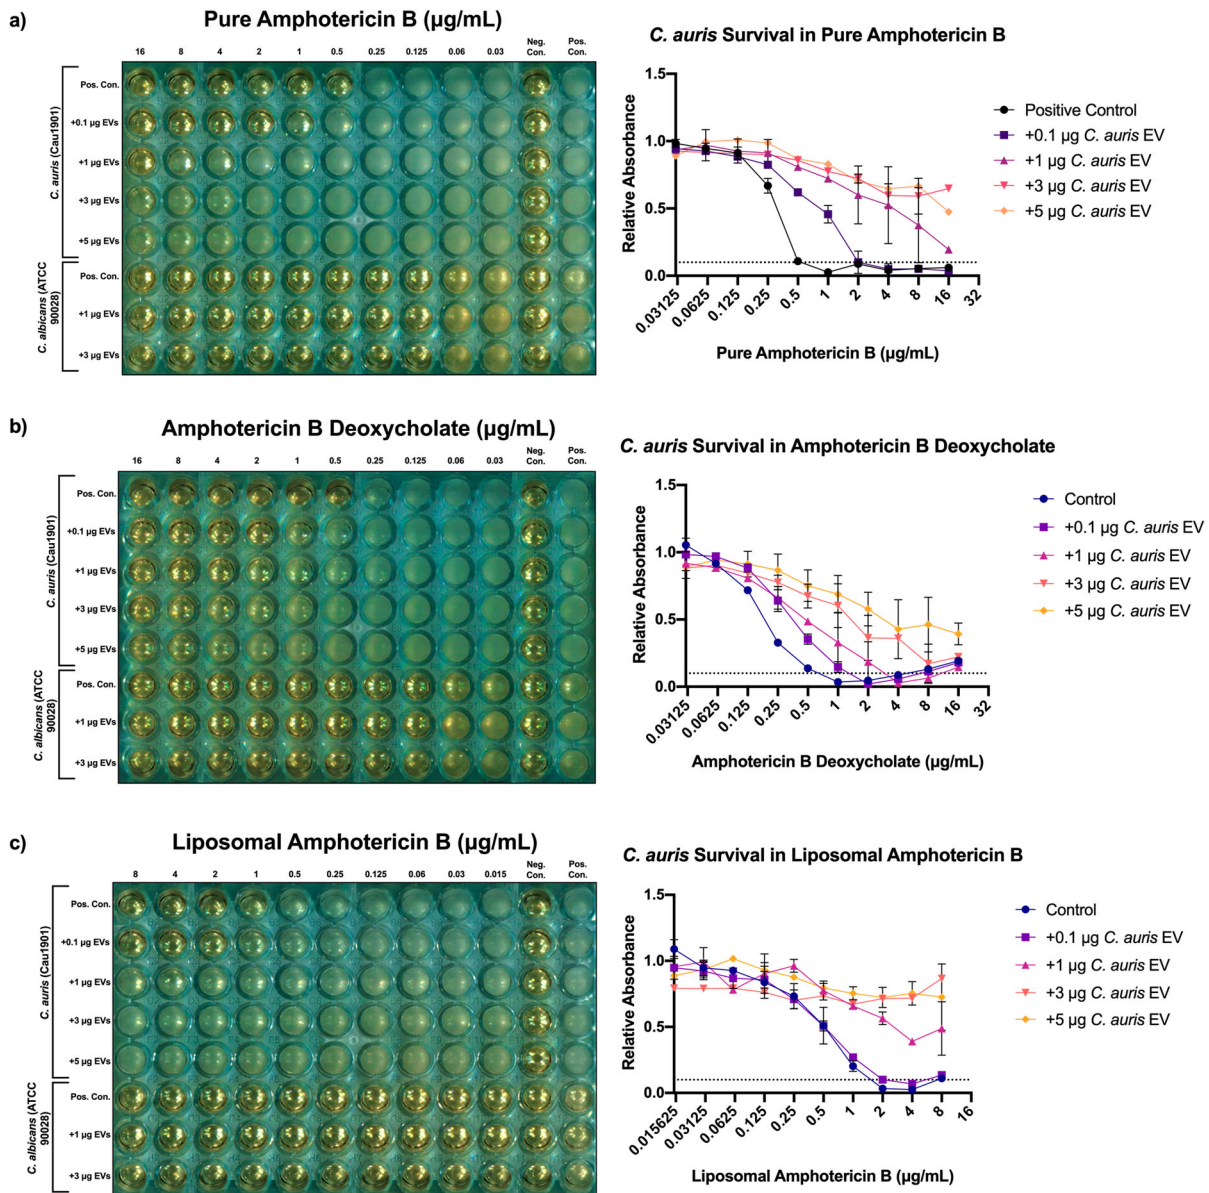 a)
Pure Amphotericin B (µg/mL)
16 8 4 2 1 0.5 0.25 0.125 0.06 0.03 Neg. Con. Pos. Con.
C. auris (Cau1901)
Pos. Con.
+0.1 µg EVs
+1 µg EVs
+3 µg EVs
+5 µg EVs
C. albicans (ATCC 90028)
Pos. Con.
+1 µg EVs
+3 µg EVs
C. auris Survival in Pure Amphotericin B
Relative Absorbance
1.5
1.0
0.5
0.0
0.03125 0.0625 0.125 0.25 0.5 1 2 4 8 16 32
Pure Amphotericin B (µg/mL)
Positive Control
+0.1 µg C. auris EV
+1 µg C. auris EV
+3 µg C. auris EV
+5 µg C. auris EV
b)
Amphotericin B Deoxycholate (µg/mL)
16 8 4 2 1 0.5 0.25 0.125 0.06 0.03 Neg. Con. Pos. Con.
C. auris (Cau1901)
Pos. Con.
+0.1 µg EVs
+1 µg EVs
+3 µg EVs
+5 µg EVs
C. albicans (ATCC 90028)
Pos. Con.
+1 µg EVs
+3 µg EVs
C. auris Survival in Amphotericin B Deoxycholate
Relative Absorbance
1.5
1.0
0.5
0.0
0.03125 0.0625 0.125 0.25 0.5 1 2 4 8 16 32
Amphotericin B Deoxycholate (µg/mL)
Control
+0.1 µg C. auris EV
+1 µg C. auris EV
+3 µg C. auris EV
+5 µg C. auris EV
c)
Liposomal Amphotericin B (µg/mL)
8 4 2 1 0.5 0.25 0.125 0.06 0.03 0.015 Neg. Con. Pos. Con.
C. auris (Cau1901)
Pos. Con.
+0.1 µg EVs
+1 µg EVs
+3 µg EVs
+5 µg EVs
C. albicans (ATCC 90028)
Pos. Con.
+1 µg EVs
+3 µg EVs
C. auris Survival in Liposomal Amphotericin B
Relative Absorbance
1.5
1.0
0.5
0.0
0.015625 0.03125 0.0625 0.125 0.25 0.5 1 2 4 8 16
Liposomal Amphotericin B (µg/mL)
Control
+0.1 µg C. auris EV
+1 µg C. auris EV
+3 µg C. auris EV
+5 µg C. auris EV